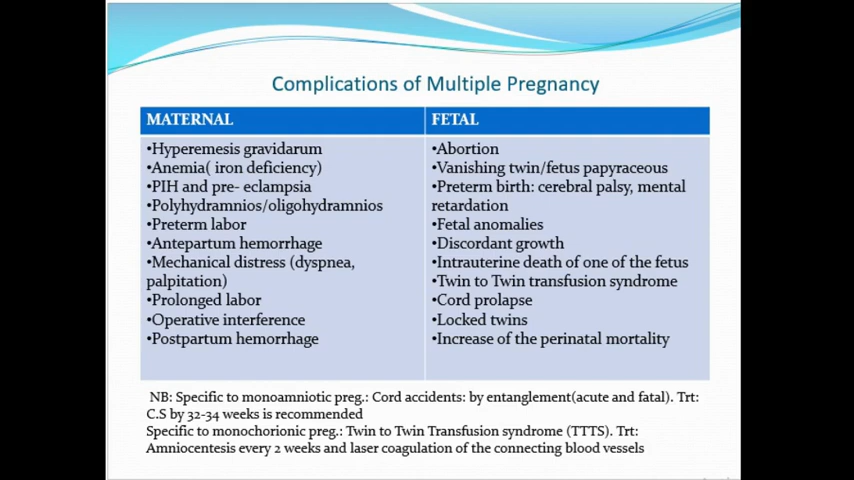 Complications of Multiple Pregnancy
MATERNAL
•Hyperemesis gravidarum
•Anemia( iron deficiency)
•PIH and pre- eclampsia
•Polyhydramnios/oligohydramnios
•Preterm labor
•Antepartum hemorrhage
•Mechanical distress (dyspnea,
palpitation)
•Prolonged labor
•Operative interference
•Postpartum hemorrhage
FETAL
•Abortion
•Vanishing twin/fetus papyraceous
•Preterm birth: cerebral palsy, mental
retardation
•Fetal anomalies
•Discordant growth
•Intrauterine death of one of the fetus
•Twin to Twin transfusion syndrome
•Cord prolapse
•Locked twins
•Increase of the perinatal mortality
NB: Specific to monoamniotic preg.: Cord accidents: by entanglement(acute and fatal). Trt:
C.S by 32-34 weeks is recommended
Specific to monochorionic preg.: Twin to Twin Transfusion syndrome (TTTS). Trt:
Amniocentesis every 2 weeks and laser coagulation of the connecting blood vessels